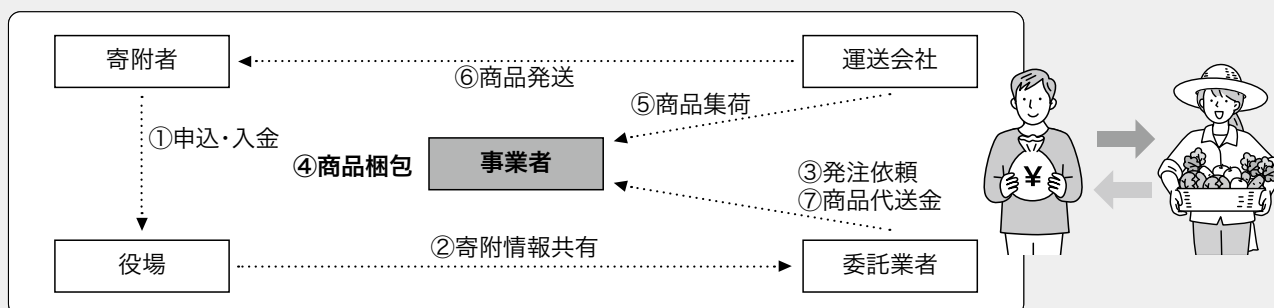 寄附者
運送会社
⑥商品発送
⑤商品集荷
①申込・入金
④商品梱包
事業者
③発注依頼
⑦商品代送金
¥
②寄附情報共有
役場
委託業者